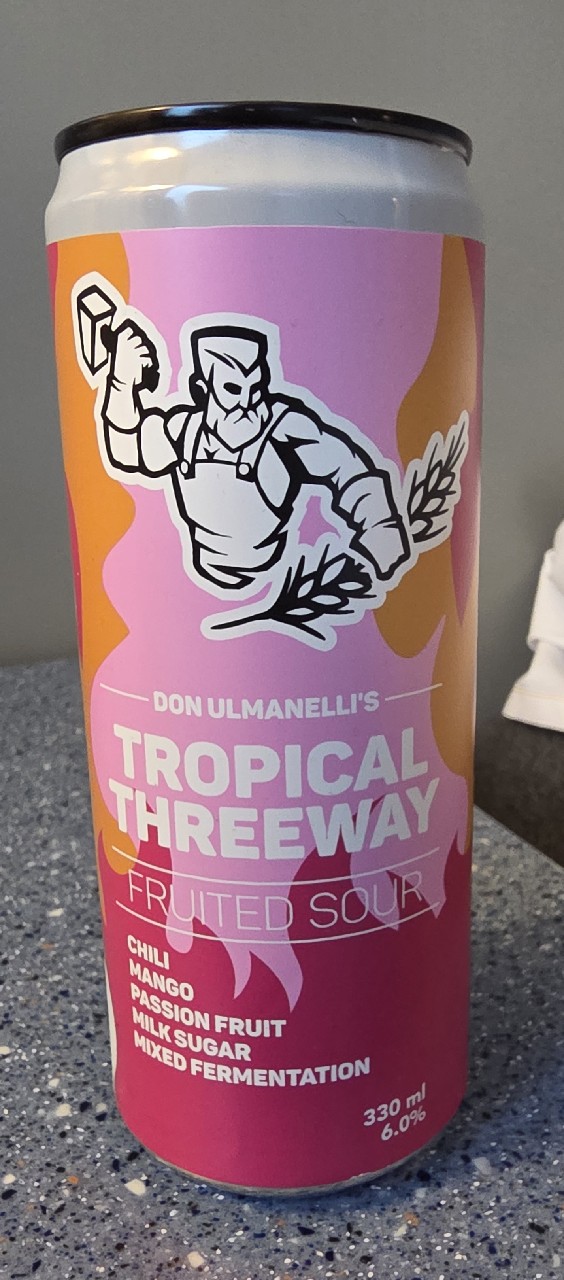 DON ULMANELLI'S
TROPICAL
THREEWAY
FRUITED SOUR
CHILI
MANGO
PASSION FRUIT
MILK SUGAR
MIXED FERMENTATION
330 ml
6.0%